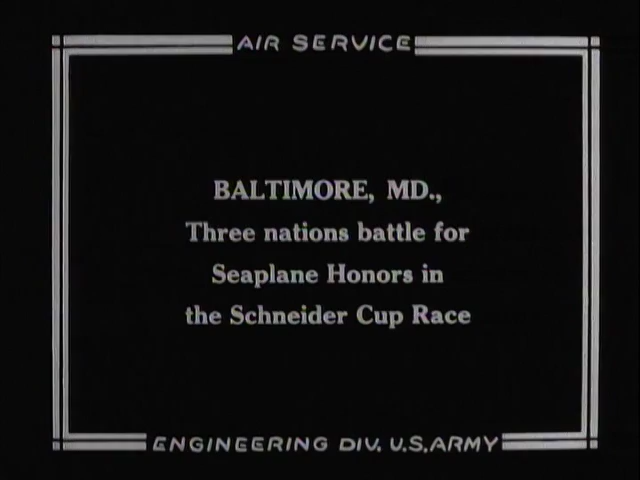 AIR SERVICE
BALTIMORE, MD.,
Three nations battle for
Seaplane Honors in
the Schneider Cup Race
ENGINEERING DIV. U.S. ARMY